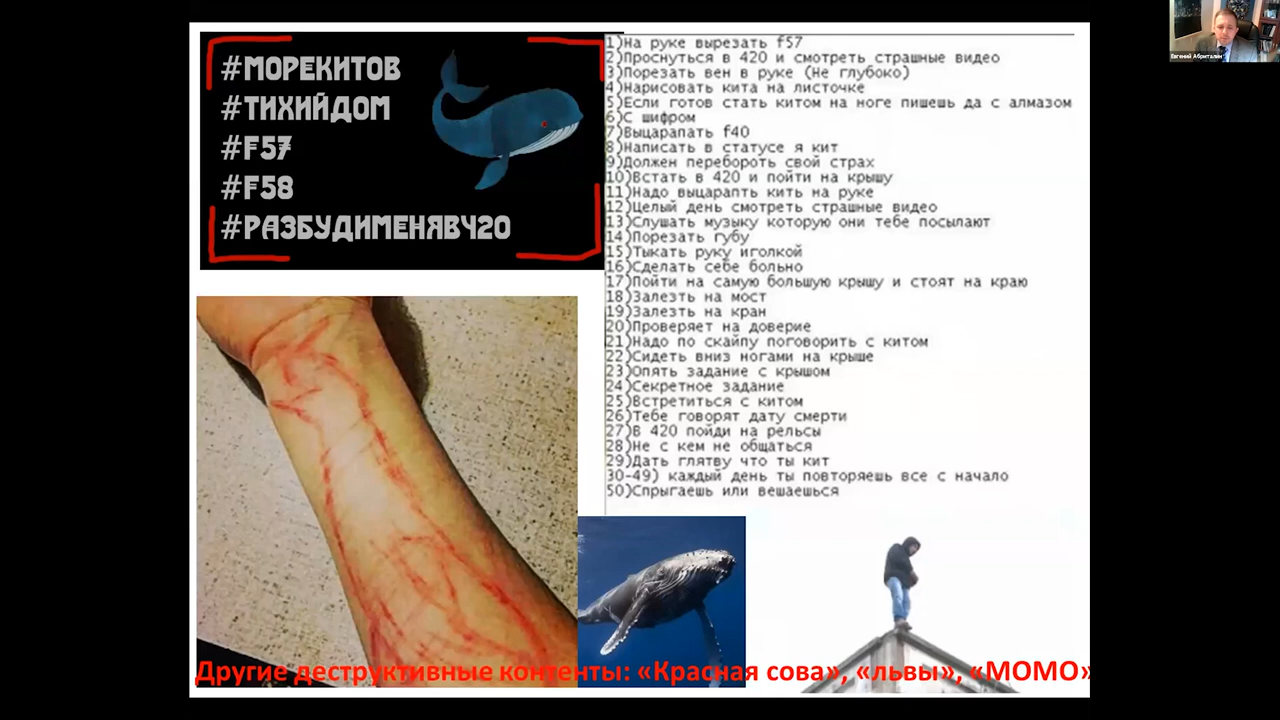 #МОРЕКИТОВ
#ТИХИЙДОМ
#F57
#F58
#РАЗБУДИМЕНЯВЧ20
1)На руке вырезать f57
2)Проснуться в 420 и смотреть страшные видео
3)Порезать вен в руке (Не глубоко)
4)Нарисовать кита на листочке
5)Если готов стать китом на ноге пишешь да с алмазом
6)С шифром
7)Выцарапать f40
8)Написать в статусе я кит
9)Должен перебороть свой страх
10)Встать в 420 и пойти на крышу
11)Надо выцарапть кить на руке
12)Целый день смотреть страшные видео
13)Слушать музыку которую они тебе посылают
14)Порезать губу
15)Тыкать руку иголкой
16)Сделать себе больно
17)Пойти на самую большую крышу и стоят на краю
18)Залезть на мост
19)Залезть на кран
20)Проверяет на доверие
21)Надо по скайпу поговорить с китом
22)Сидеть вниз ногами на крыше
23)Опять задание с крышом
24)Секретное задание
25)Встретиться с китом
26)Тебе говорят дату смерти
27)В 420 пойди на рельсы
28)Не с кем не общаться
29)Дать глятву что ты кит
30-49) каждый день ты повторяешь все с начало
50)Спрыгаешь или вешаешься
Другие деструктивные контенты: «Красная сова», «львы», «МОМО»
Евгений Абриталин